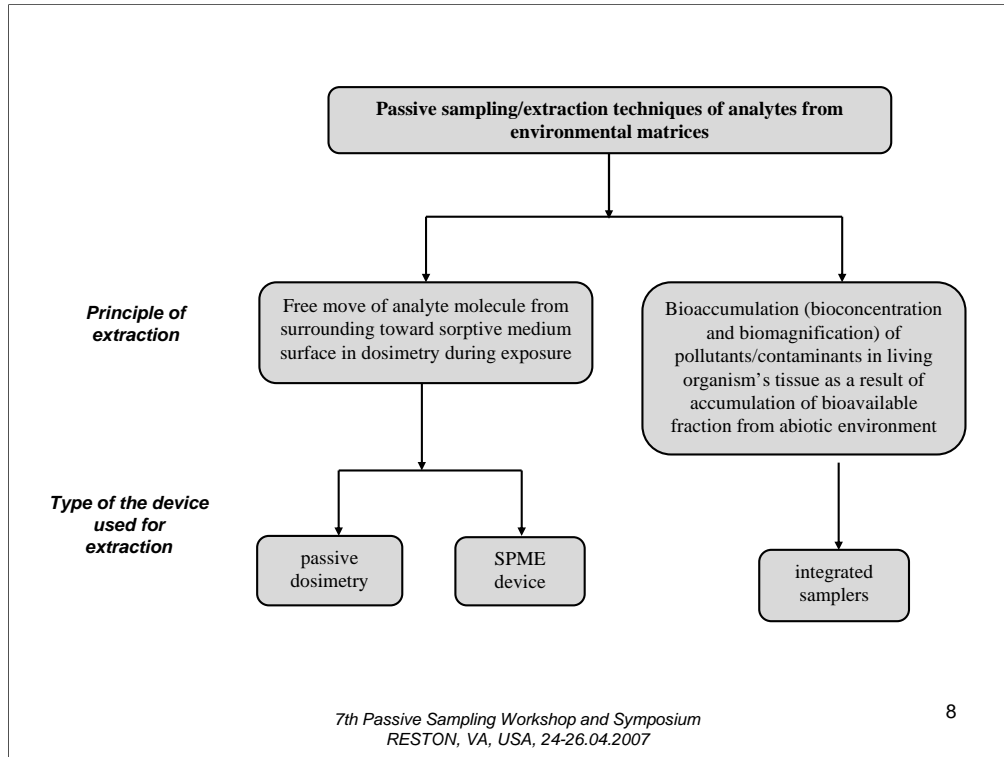 Passive sampling/extraction techniques of analytes from
environmental matrices
Principle of
extraction
Free move of analyte molecule from
surrounding toward sorptive medium
surface in dosimetry during exposure
Bioaccumulation (bioconcentration
and biomagnification) of
pollutants/contaminants in living
organism's tissue as a result of
accumulation of bioavailable
fraction from abiotic environment
Type of the device
used for
extraction
passive
dosimetry
SPME
device
integrated
samplers
7th Passive Sampling Workshop and Symposium
RESTON, VA, USA, 24-26.04.2007
8